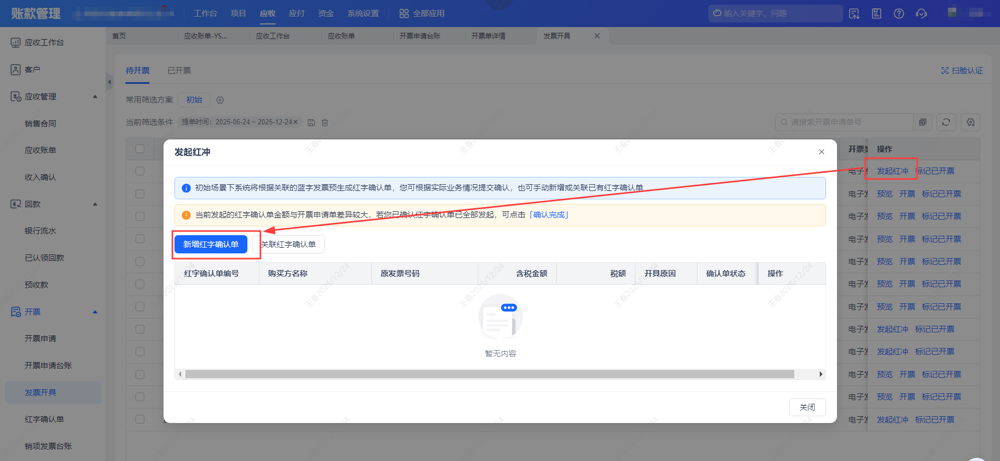 账款管理
工作台 项目 应收 应付 资金 系统设置 全部应用
输入关键字、问题
首页 应收账单-YS... 应收工作台 应收账单 开票申请台账 开票单详情 发票开具
应收工作台
客户
应收管理
销售合同
应收账单
收入确认
回款
银行流水
已认领回款
预收款
开票
开票申请
开票申请台账
发票开具
红字确认单
销项发票台账
待开票 已开票
扫脸认证
常用筛选方案 初始
当前筛选条件 提单时间: 2025-06-24 ~ 2025-12-24
请搜索开票申请单号
开票 操作
电子 发起红冲 标记已开票
电子 预览 开票 标记已开票
电子 预览 开票 标记已开票
电子 预览 开票 标记已开票
电子 预览 开票 标记已开票
电子 预览 开票 标记已开票
电子 预览 开票 标记已开票
电子 发起红冲 标记已开票
电子 发起红冲 标记已开票
电子 预览 开票 标记已开票
电子 预览 开票 标记已开票
电子 发起红冲 标记已开票
发起红冲
初始场景下系统将根据关联的蓝字发票预生成红字确认单，您可根据实际业务情况提交确认，也可手动新增或关联已有红字确认单
当前发起的红字确认单金额与开票申请单差异较大，若您已确认红字确认单已全部发起，可点击「确认完成」
新增红字确认单 关联红字确认单
红字确认单编号 购买方名称 原发票号码 含税金额 税额 开具原因 确认单状态 操作
暂无内容
关闭
王春2025/12/24